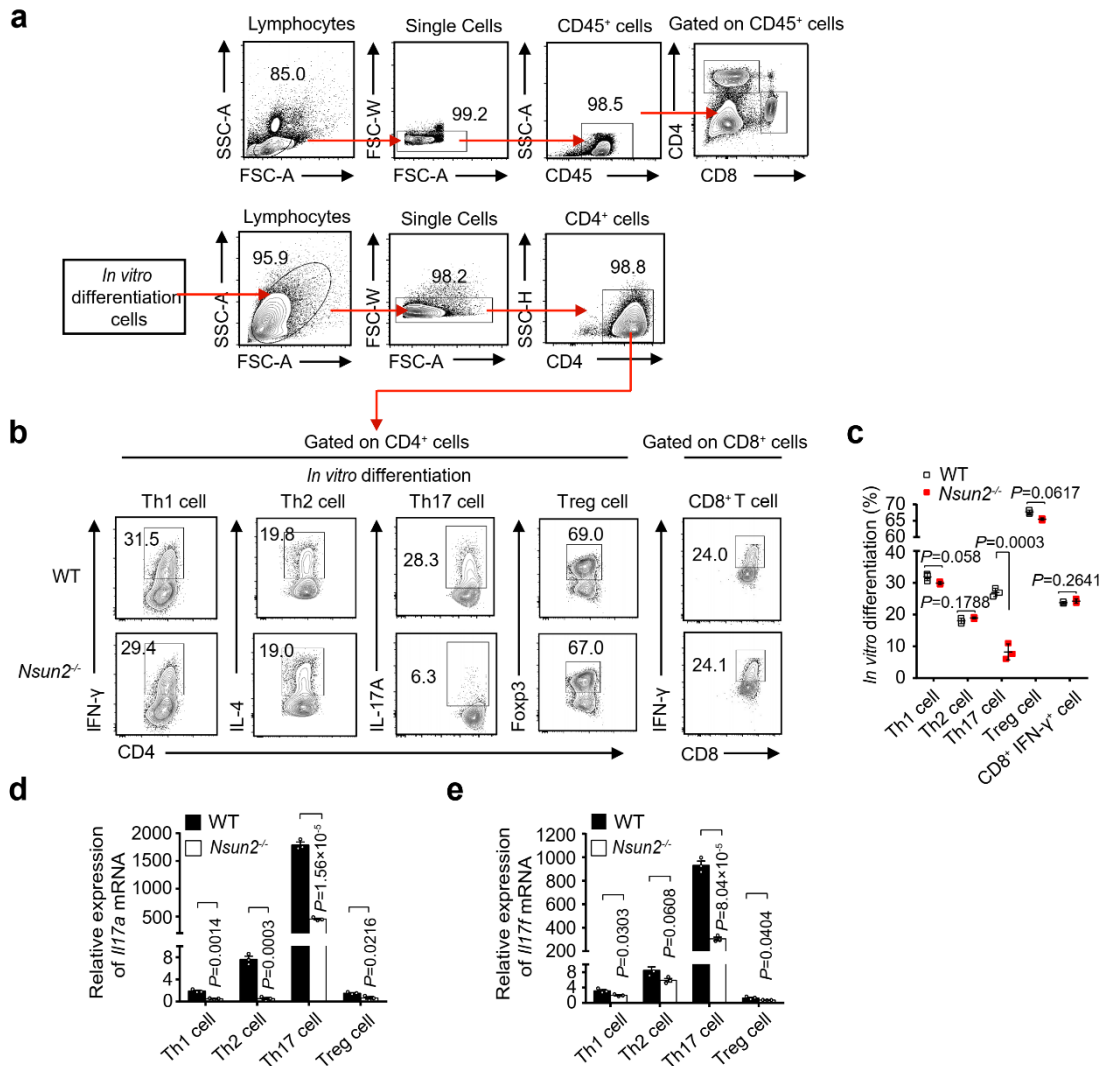 a
Lymphocytes
Single Cells
CD45⁺ cells
Gated on CD45⁺ cells
85.0
99.2
98.5
SSC-A
FSC-W
SSC-A
CD4
FSC-A
FSC-A
CD45
CD8
Lymphocytes
Single Cells
CD4⁺ cells
In vitro
differentiation
cells
95.9
98.2
98.8
SSC-A
FSC-W
SSC-H
FSC-A
FSC-A
CD4
b
Gated on CD4⁺ cells
Gated on CD8⁺ cells
In vitro differentiation
Th1 cell
Th2 cell
Th17 cell
Treg cell
CD8⁺ T cell
WT
31.5
19.8
28.3
69.0
24.0
Nsun2⁻/⁻
29.4
19.0
6.3
67.0
24.1
IFN-γ
IL-4
IL-17A
Foxp3
IFN-γ
CD4
CD8
c
WT
Nsun2⁻/⁻
In vitro differentiation (%)
70
65
60
40
30
20
10
0
P=0.0617
P=0.0003
P=0.058
P=0.1788
P=0.2641
Th1 cell
Th2 cell
Th17 cell
Treg cell
CD8⁺ IFN-γ⁺ cell
d
WT
Nsun2⁻/⁻
Relative expression
of Il17a mRNA
2000
1500
1000
500
8
4
0
P=0.0014
P=0.0003
P=1.56×10⁻⁵
P=0.0216
Th1 cell
Th2 cell
Th17 cell
Treg cell
e
WT
Nsun2⁻/⁻
Relative expression
of Il17f mRNA
1200
1000
800
600
400
200
8
4
0
P=0.0303
P=0.0608
P=8.04×10⁻⁵
P=0.0404
Th1 cell
Th2 cell
Th17 cell
Treg cell